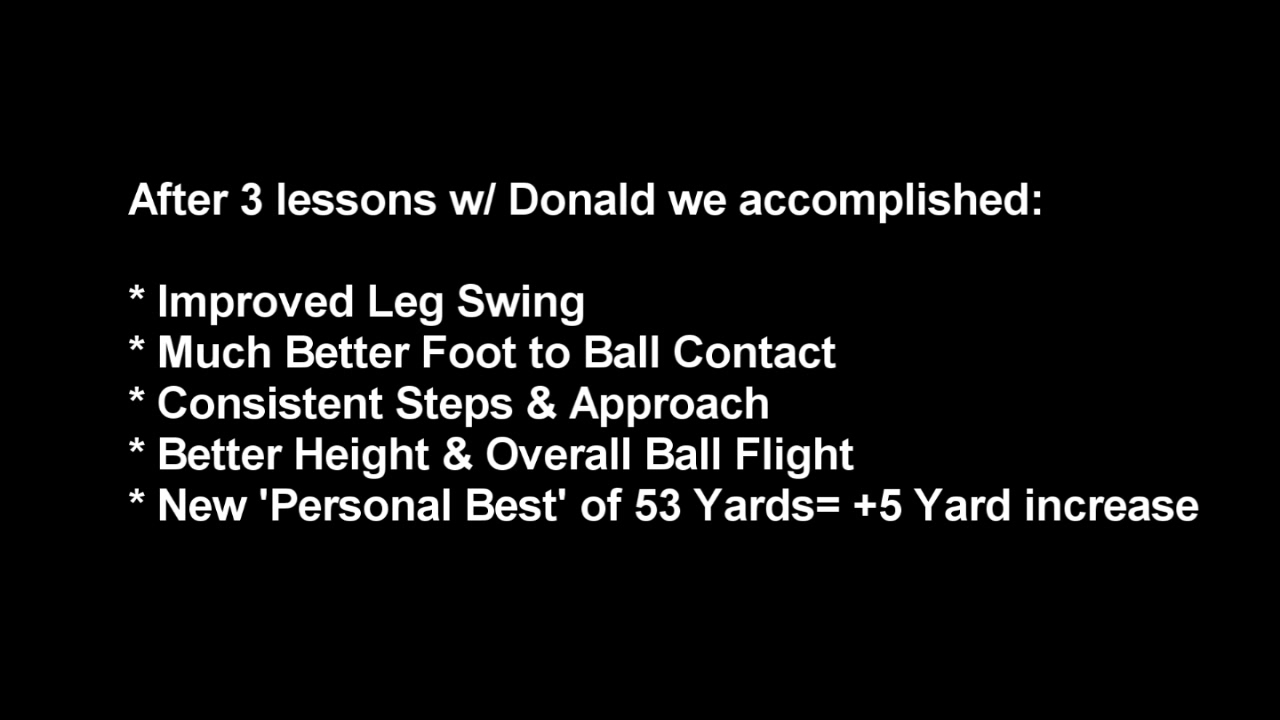 After 3 lessons w/ Donald we accomplished:
* Improved Leg Swing
* Much Better Foot to Ball Contact
* Consistent Steps & Approach
* Better Height & Overall Ball Flight
* New 'Personal Best' of 53 Yards= +5 Yard increase